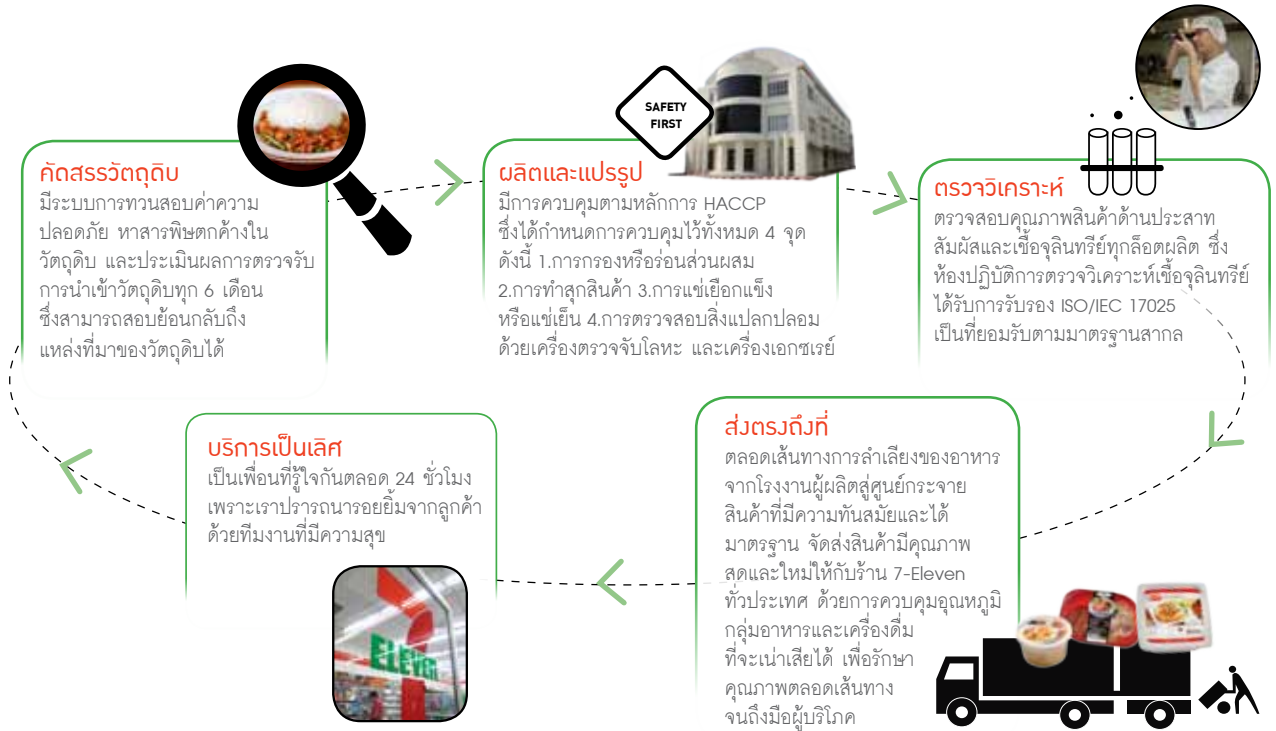 คัดสรรวัตถุดิบ
มีระบบการทวนสอบค่าความ
ปลอดภัย หาสารพิษตกค้างใน
วัตถุดิบ และประเมินผลการตรวจรับ
การนำเข้าวัตถุดิบทุก 6 เดือน
ซึ่งสามารถสอบย้อนกลับถึง
แหล่งที่มาของวัตถุดิบได้
SAFETY
FIRST
ผลิตและแปรรูป
มีการควบคุมตามหลักการ HACCP
ซึ่งได้กำหนดการควบคุมไว้ทั้งหมด 4 จุด
ดังนี้ 1.การกรองหรือร่อนส่วนผสม
2.การทำสุกสินค้า 3.การแช่เยือกแข็ง
หรือแช่เย็น 4.การตรวจสอบสิ่งแปลกปลอม
ด้วยเครื่องตรวจจับโลหะ และเครื่องเอกซเรย์
ตรวจวิเคราะห์
ตรวจสอบคุณภาพสินค้าด้านประสาท
สัมผัสและเชื้อจุลินทรีย์ทุกล็อตผลิต ซึ่ง
ห้องปฏิบัติการตรวจวิเคราะห์เชื้อจุลินทรีย์
ได้รับการรับรอง ISO/IEC 17025
เป็นที่ยอมรับตามมาตรฐานสากล
ส่งตรงถึงที่
ตลอดเส้นทางการลำเลียงของอาหาร
จากโรงงานผู้ผลิตสู่ศูนย์กระจาย
สินค้าที่มีความทันสมัยและได้
มาตรฐาน จัดส่งสินค้ามีคุณภาพ
สดและใหม่ให้กับร้าน 7-Eleven
ทั่วประเทศ ด้วยการควบคุมอุณหภูมิ
กลุ่มอาหารและเครื่องดื่ม
ที่จะเน่าเสียได้ เพื่อรักษา
คุณภาพตลอดเส้นทาง
จนถึงมือผู้บริโภค
บริการเป็นเลิศ
เป็นเพื่อนที่รู้ใจกันตลอด 24 ชั่วโมง
เพราะเราปรารถนารอยยิ้มจากลูกค้า
ด้วยทีมงานที่มีความสุข
ELEVEN